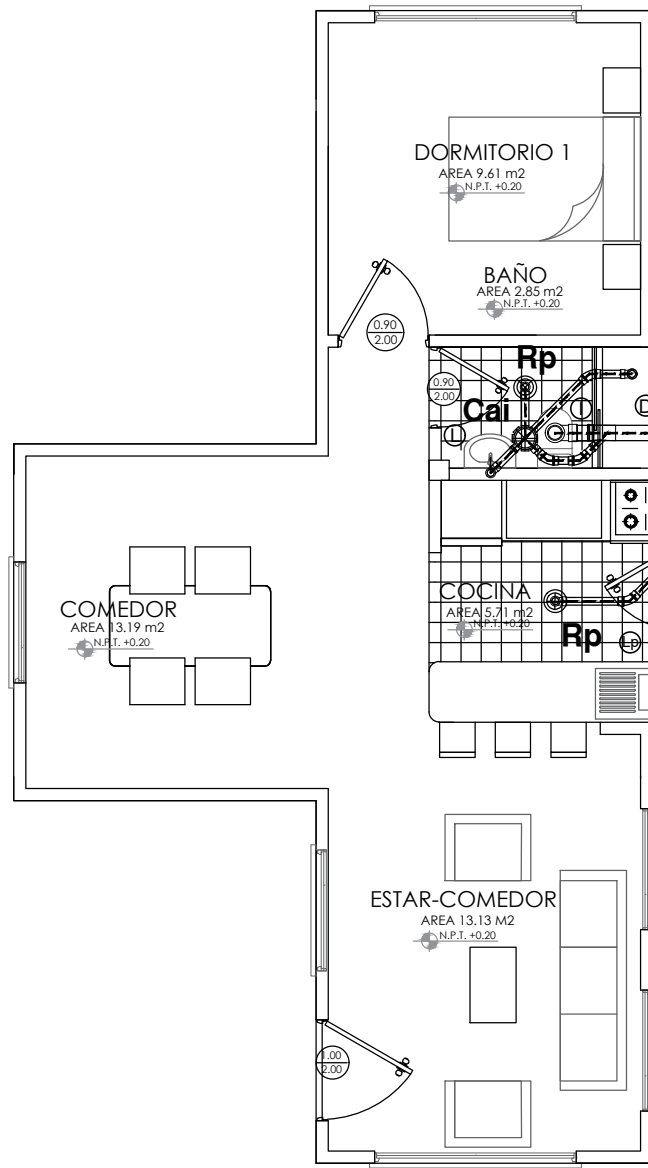 DORMITORIO 1
AREA 9.61 m2
N.P.T. +0.20
BAÑO
AREA 2.85 m2
N.P.T. +0.20
0.90
2.00
Rp
0.90
2.00
Cai
L
I
D
COCINA
AREA 5.71 m2
N.P.T. +0.20
Rp
Lp
COMEDOR
AREA 13.19 m2
N.P.T. +0.20
ESTAR-COMEDOR
AREA 13.13 M2
N.P.T. +0.20
1.00
2.00